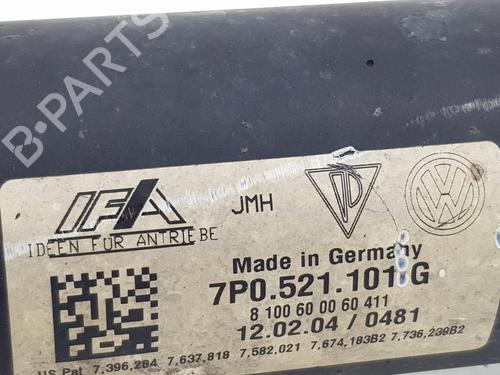 B-PARTS
IFA
JMH
IDEEN FÜR ANTRIEBE
Made in Germany
7P0.521.101.G
8 100 60 00 60 411
12.02.04 / 0481
US Pat 7,396,284 7,637,818 7,582,021 7,674,183B2 7,736,239B2